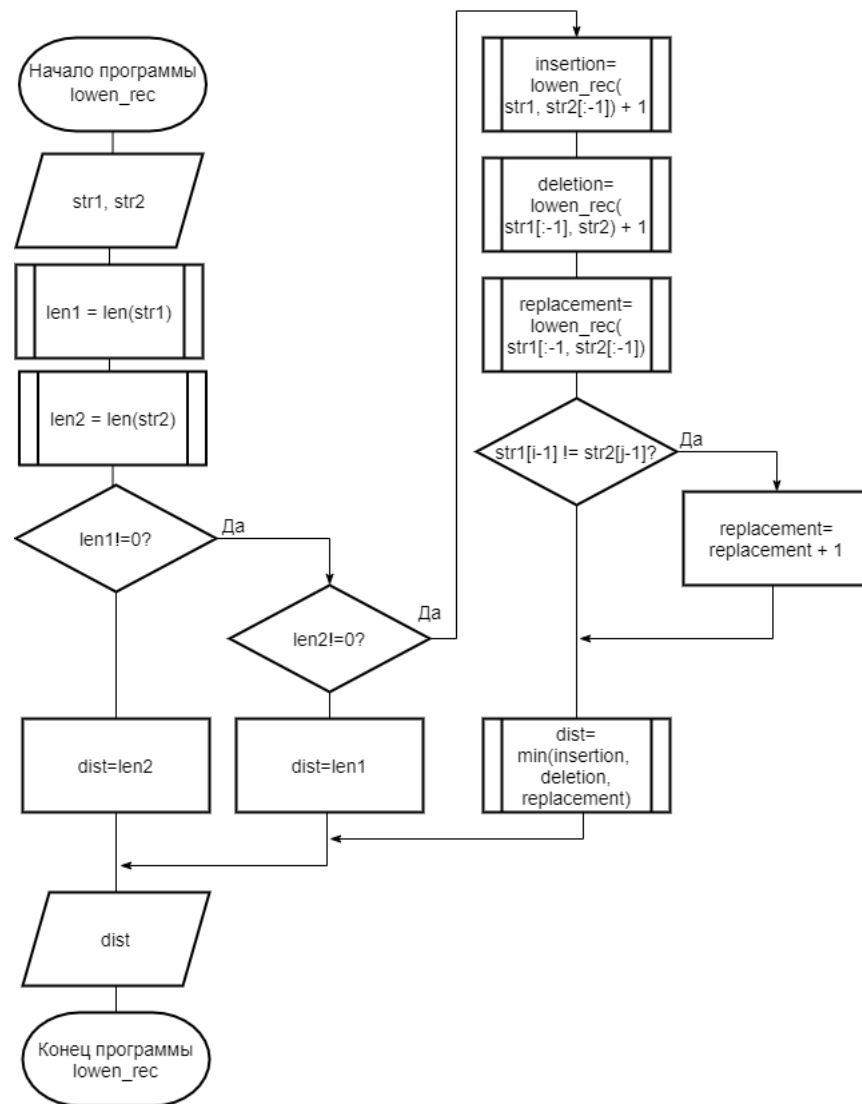 Начало программы
lowen_rec
str1, str2
len1 = len(str1)
len2 = len(str2)
len1!=0?
Да
len2!=0?
Да
insertion=
lowen_rec(
str1, str2[:-1]) + 1
deletion=
lowen_rec(
str1[:-1], str2) + 1
replacement=
lowen_rec(
str1[:-1, str2[:-1])
str1[i-1] != str2[j-1]?
Да
replacement=
replacement + 1
dist=len2
dist=len1
dist=
min(insertion,
deletion,
replacement)
dist
Конец программы
lowen_rec